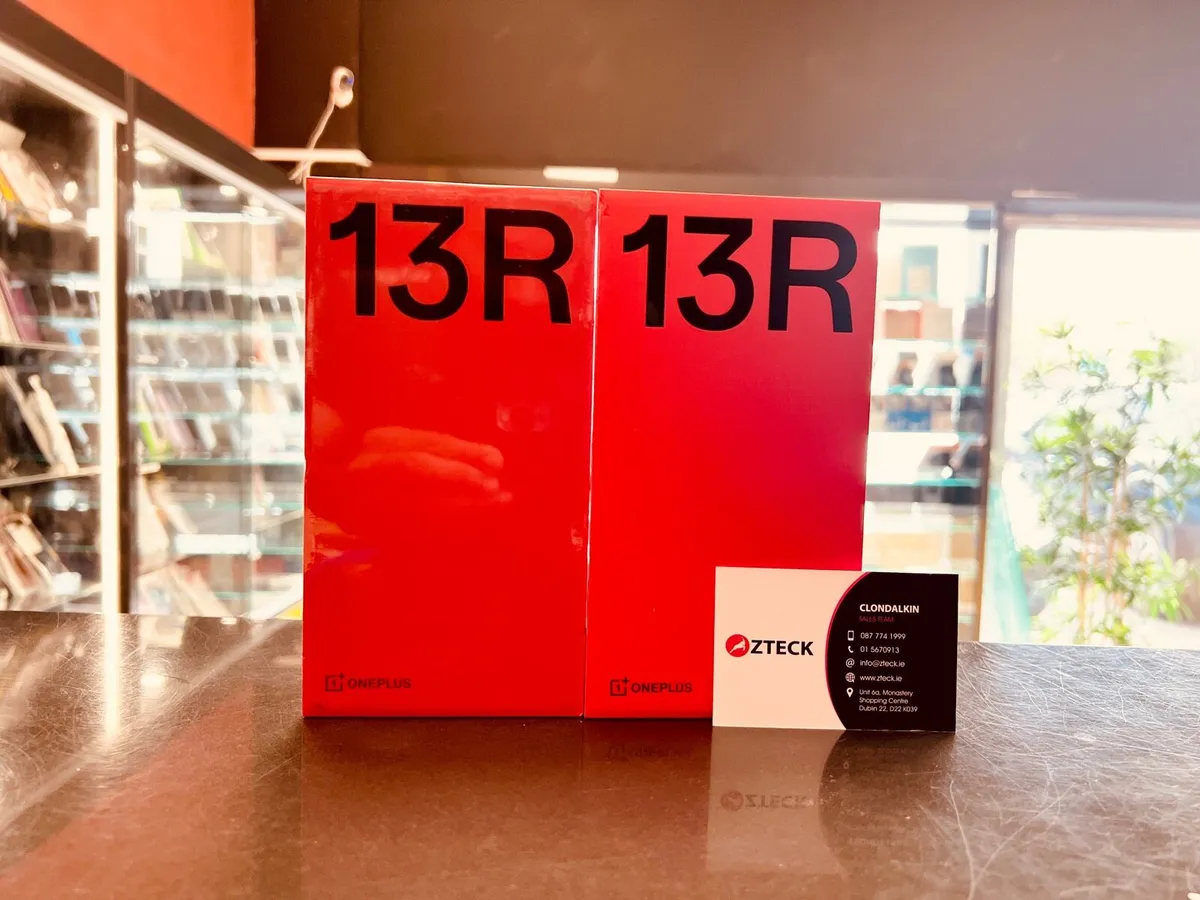 13R
ONEPLUS
13R
ONEPLUS
ZTECK
CLONDALKIN
SALES TEAM
087 774 1999
01 5670913
info@zteck.ie
www.zteck.ie
Unit 6a, Monastery
Shopping Centre
Dublin 22, D22 K039